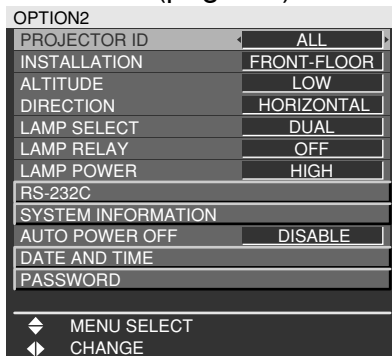 OPTION2
PROJECTOR ID ALL
INSTALLATION FRONT-FLOOR
ALTITUDE LOW
DIRECTION HORIZONTAL
LAMP SELECT DUAL
LAMP RELAY OFF
LAMP POWER HIGH
RS-232C
SYSTEM INFORMATION
AUTO POWER OFF DISABLE
DATE AND TIME
PASSWORD
MENU SELECT
CHANGE